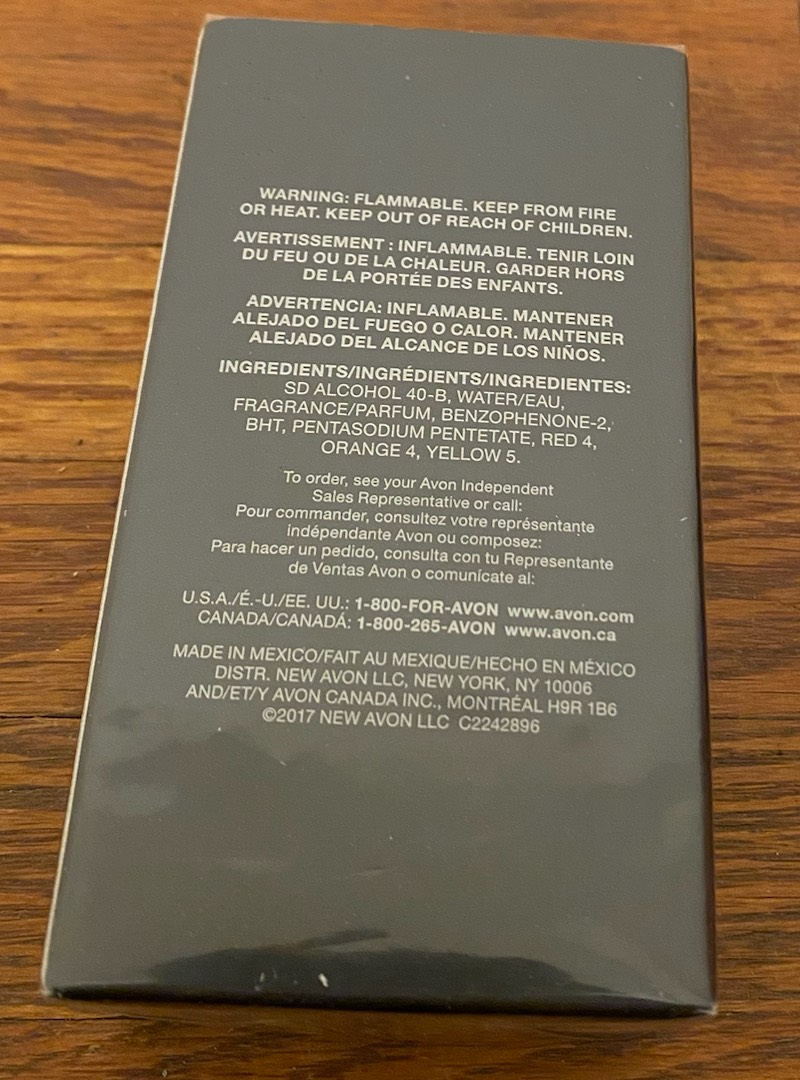 WARNING: FLAMMABLE. KEEP FROM FIRE
OR HEAT. KEEP OUT OF REACH OF CHILDREN.
AVERTISSEMENT : INFLAMMABLE. TENIR LOIN
DU FEU OU DE LA CHALEUR. GARDER HORS
DE LA PORTÉE DES ENFANTS.
ADVERTENCIA: INFLAMABLE. MANTENER
ALEJADO DEL FUEGO O CALOR. MANTENER
ALEJADO DEL ALCANCE DE LOS NIÑOS.
INGREDIENTS/INGRÉDIENTS/INGREDIENTES:
SD ALCOHOL 40-B, WATER/EAU,
FRAGRANCE/PARFUM, BENZOPHENONE-2,
BHT, PENTASODIUM PENTETATE, RED 4,
ORANGE 4, YELLOW 5.
To order, see your Avon Independent
Sales Representative or call:
Pour commander, consultez votre représentante
indépendante Avon ou composez:
Para hacer un pedido, consulta con tu Representante
de Ventas Avon o comunícate al:
U.S.A./É.-U./EE. UU.: 1-800-FOR-AVON www.avon.com
CANADA/CANADÁ: 1-800-265-AVON www.avon.ca
MADE IN MEXICO/FAIT AU MEXIQUE/HECHO EN MÉXICO
DISTR. NEW AVON LLC, NEW YORK, NY 10006
AND/ET/Y AVON CANADA INC., MONTRÉAL H9R 1B6
©2017 NEW AVON LLC C2242896